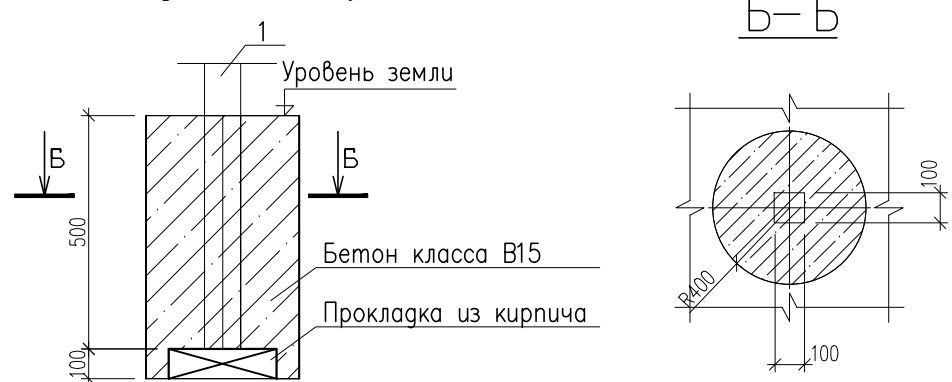 1
Уровень земли
Б
Б
500
Бетон класса В15
Прокладка из кирпича
100
Б— Б
100
R400
100